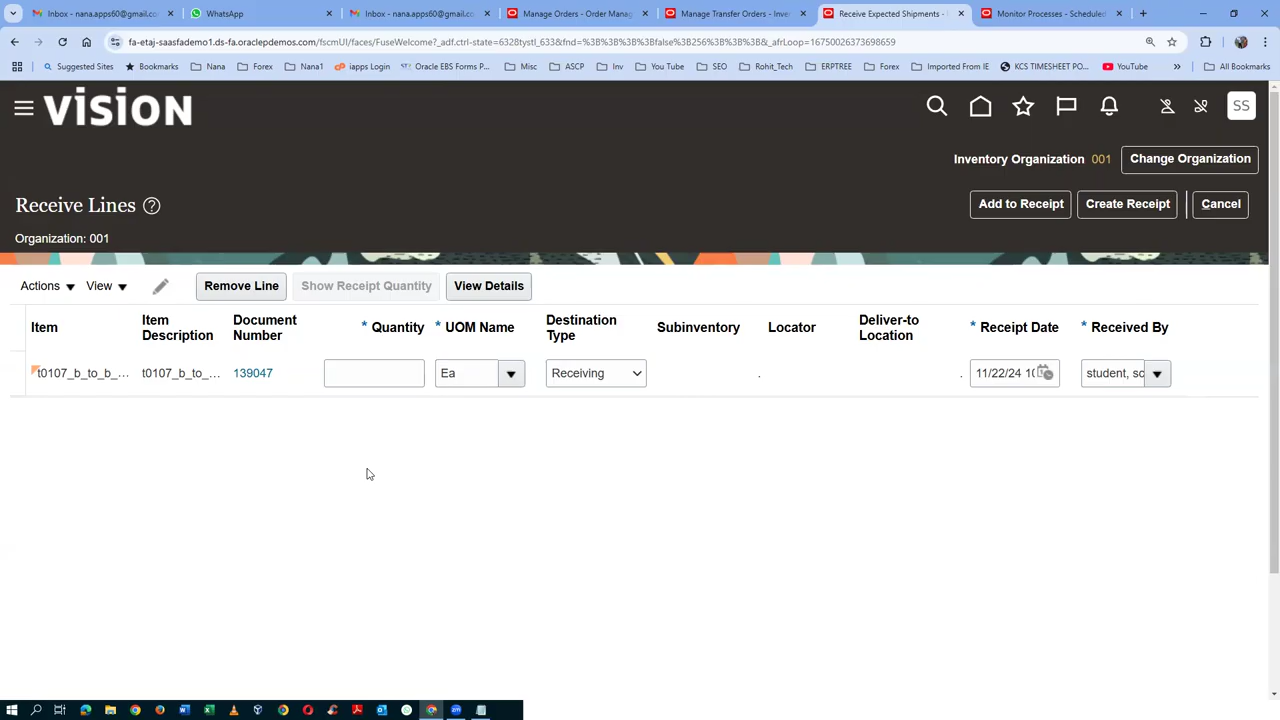 Inbox - nana.apps60@gmail.co
WhatsApp
Inbox - nana.apps60@gmail.co
Manage Orders - Order Manag
Manage Transfer Orders - Inve
Receive Expected Shipments -
Monitor Processes - Scheduled
fa-etaj-saasfademo1.ds-fa.oraclepdemos.com/fscmUI/faces/FuseWelcome?_adf.ctrl-state=6328tystl_633&fnd=%3B%3B%3B%3Bfalse%3B256%3B%3B%3B&_afrLoop=16750026373698659
Suggested Sites
Bookmarks
Nana
Forex
Nana1
iapps Login
Oracle EBS Forms P...
Misc
ASCP
Inv
You Tube
SEO
Rohit_Tech
ERPTREE
Forex
Imported From IE
KCS TIMESHEET PO...
YouTube
»
All Bookmarks
vision
SS
Inventory Organization 001 Change Organization
Receive Lines ?
Add to Receipt
Create Receipt
Cancel
Organization: 001
Actions
View
Remove Line
Show Receipt Quantity
View Details
Item
Item Description
Document Number
* Quantity
* UOM Name
Destination Type
Subinventory
Locator
Deliver-to Location
* Receipt Date
* Received By
t0107_b_to_b_...
t0107_b_to_...
139047
Ea
Receiving
.
.
11/22/24 1(
student, sc